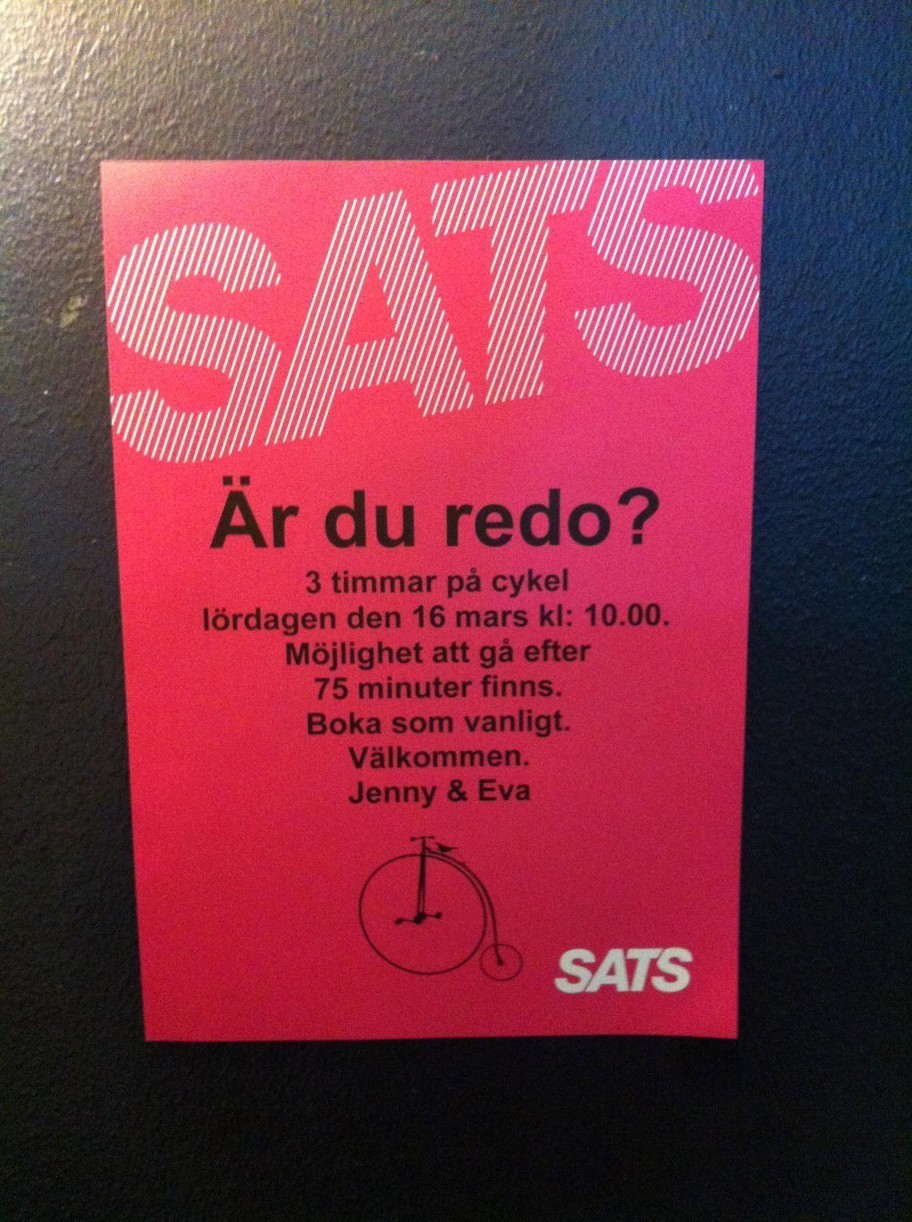 SATS
Är du redo?
3 timmar på cykel
lördagen den 16 mars kl: 10.00.
Möjlighet att gå efter
75 minuter finns.
Boka som vanligt.
Välkommen.
Jenny & Eva
SATS